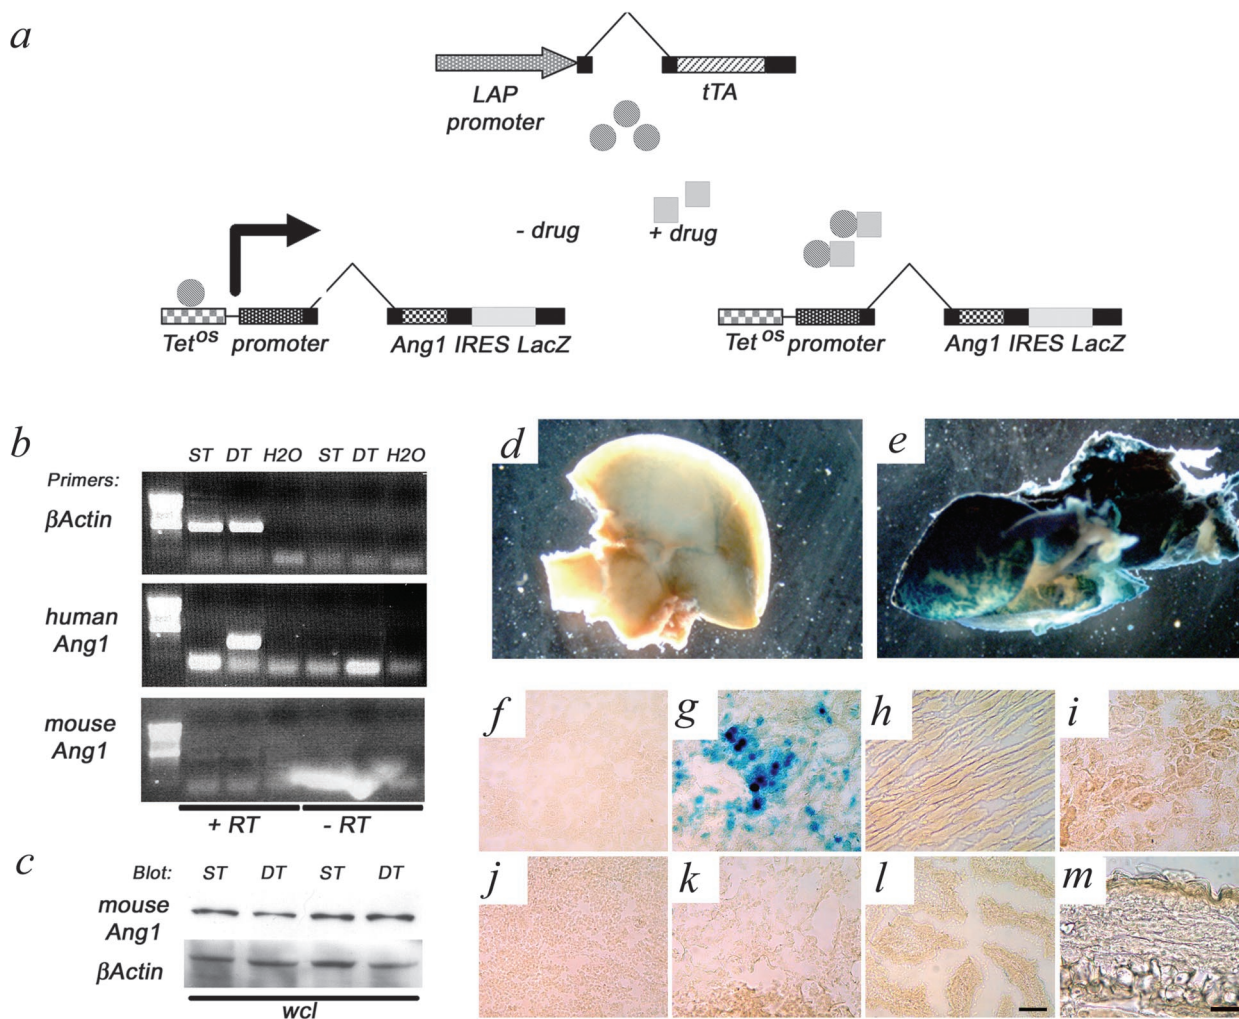 a
LAP
promoter
tTA
- drug
+ drug
Tet os promoter
Ang1 IRES LacZ
Tet os promoter
Ang1 IRES LacZ
b
ST DT H2O ST DT H2O
Primers:
βActin
human
Ang1
mouse
Ang1
+ RT - RT
c
Blot: ST DT ST DT
mouse
Ang1
βActin
wcl
d
e
f
g
h
i
j
k
l
m